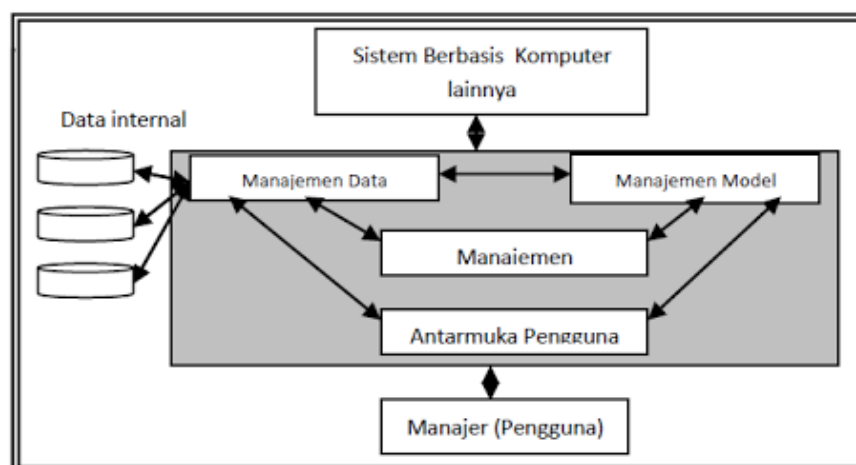 Sistem Berbasis Komputer
lainnya
Data internal
Manajemen Data
Manajemen Model
Manaiemen
Antarmuka Pengguna
Manajer (Pengguna)